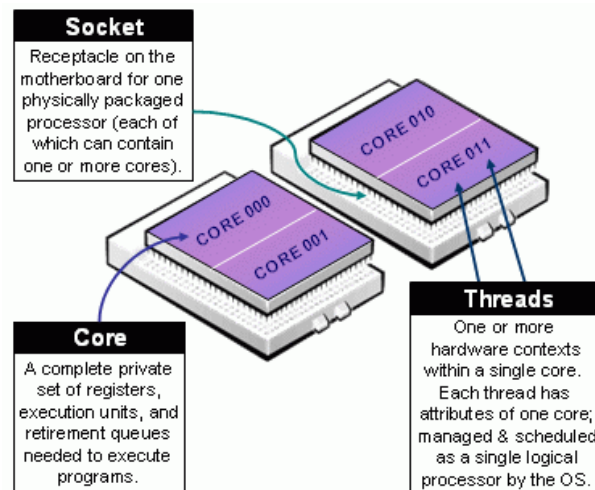 Socket
Receptacle on the
motherboard for one
physically packaged
processor (each of
which can contain
one or more cores).
CORE 010
CORE 011
CORE 000
CORE 001
Core
A complete private
set of registers,
execution units, and
retirement queues
needed to execute
programs.
Threads
One or more
hardware contexts
within a single core.
Each thread has
attributes of one core;
managed & scheduled
as a single logical
processor by the OS.